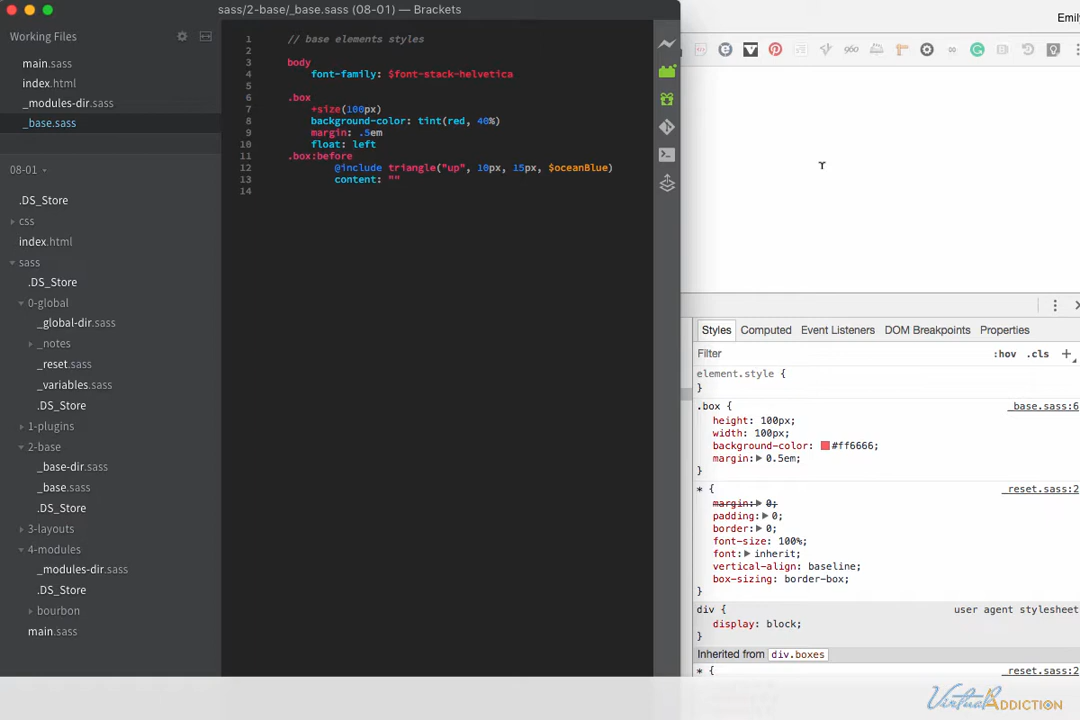 sass/2-base/_base.sass (08-01) — Brackets
Emily
Working Files
main.sass
index.html
_modules-dir.sass
_base.sass
08-01
.DS_Store
css
index.html
sass
.DS_Store
0-global
_global-dir.sass
_notes
_reset.sass
_variables.sass
.DS_Store
1-plugins
2-base
_base-dir.sass
_base.sass
.DS_Store
3-layouts
4-modules
_modules-dir.sass
.DS_Store
bourbon
main.sass
1 // base elements styles
2
3 body
4 font-family: $font-stack-helvetica
5
6 .box
7 +size(100px)
8 background-color: tint(red, 40%)
9 margin: .5em
10 float: left
11 .box:before
12 @include triangle("up", 10px, 15px, $oceanBlue)
13 content: ""
14
960
Styles Computed Event Listeners DOM Breakpoints Properties
Filter :hov .cls +
element.style {
}
.box { _base.sass:6
height: 100px;
width: 100px;
background-color: #ff6666;
margin: 0.5em;
}
* { _reset.sass:2
margin: 0;
padding: 0;
border: 0;
font-size: 100%;
font: inherit;
vertical-align: baseline;
box-sizing: border-box;
}
div { user agent stylesheet
display: block;
}
Inherited from div.boxes
* { _reset.sass:2
Virtual ADDICTION